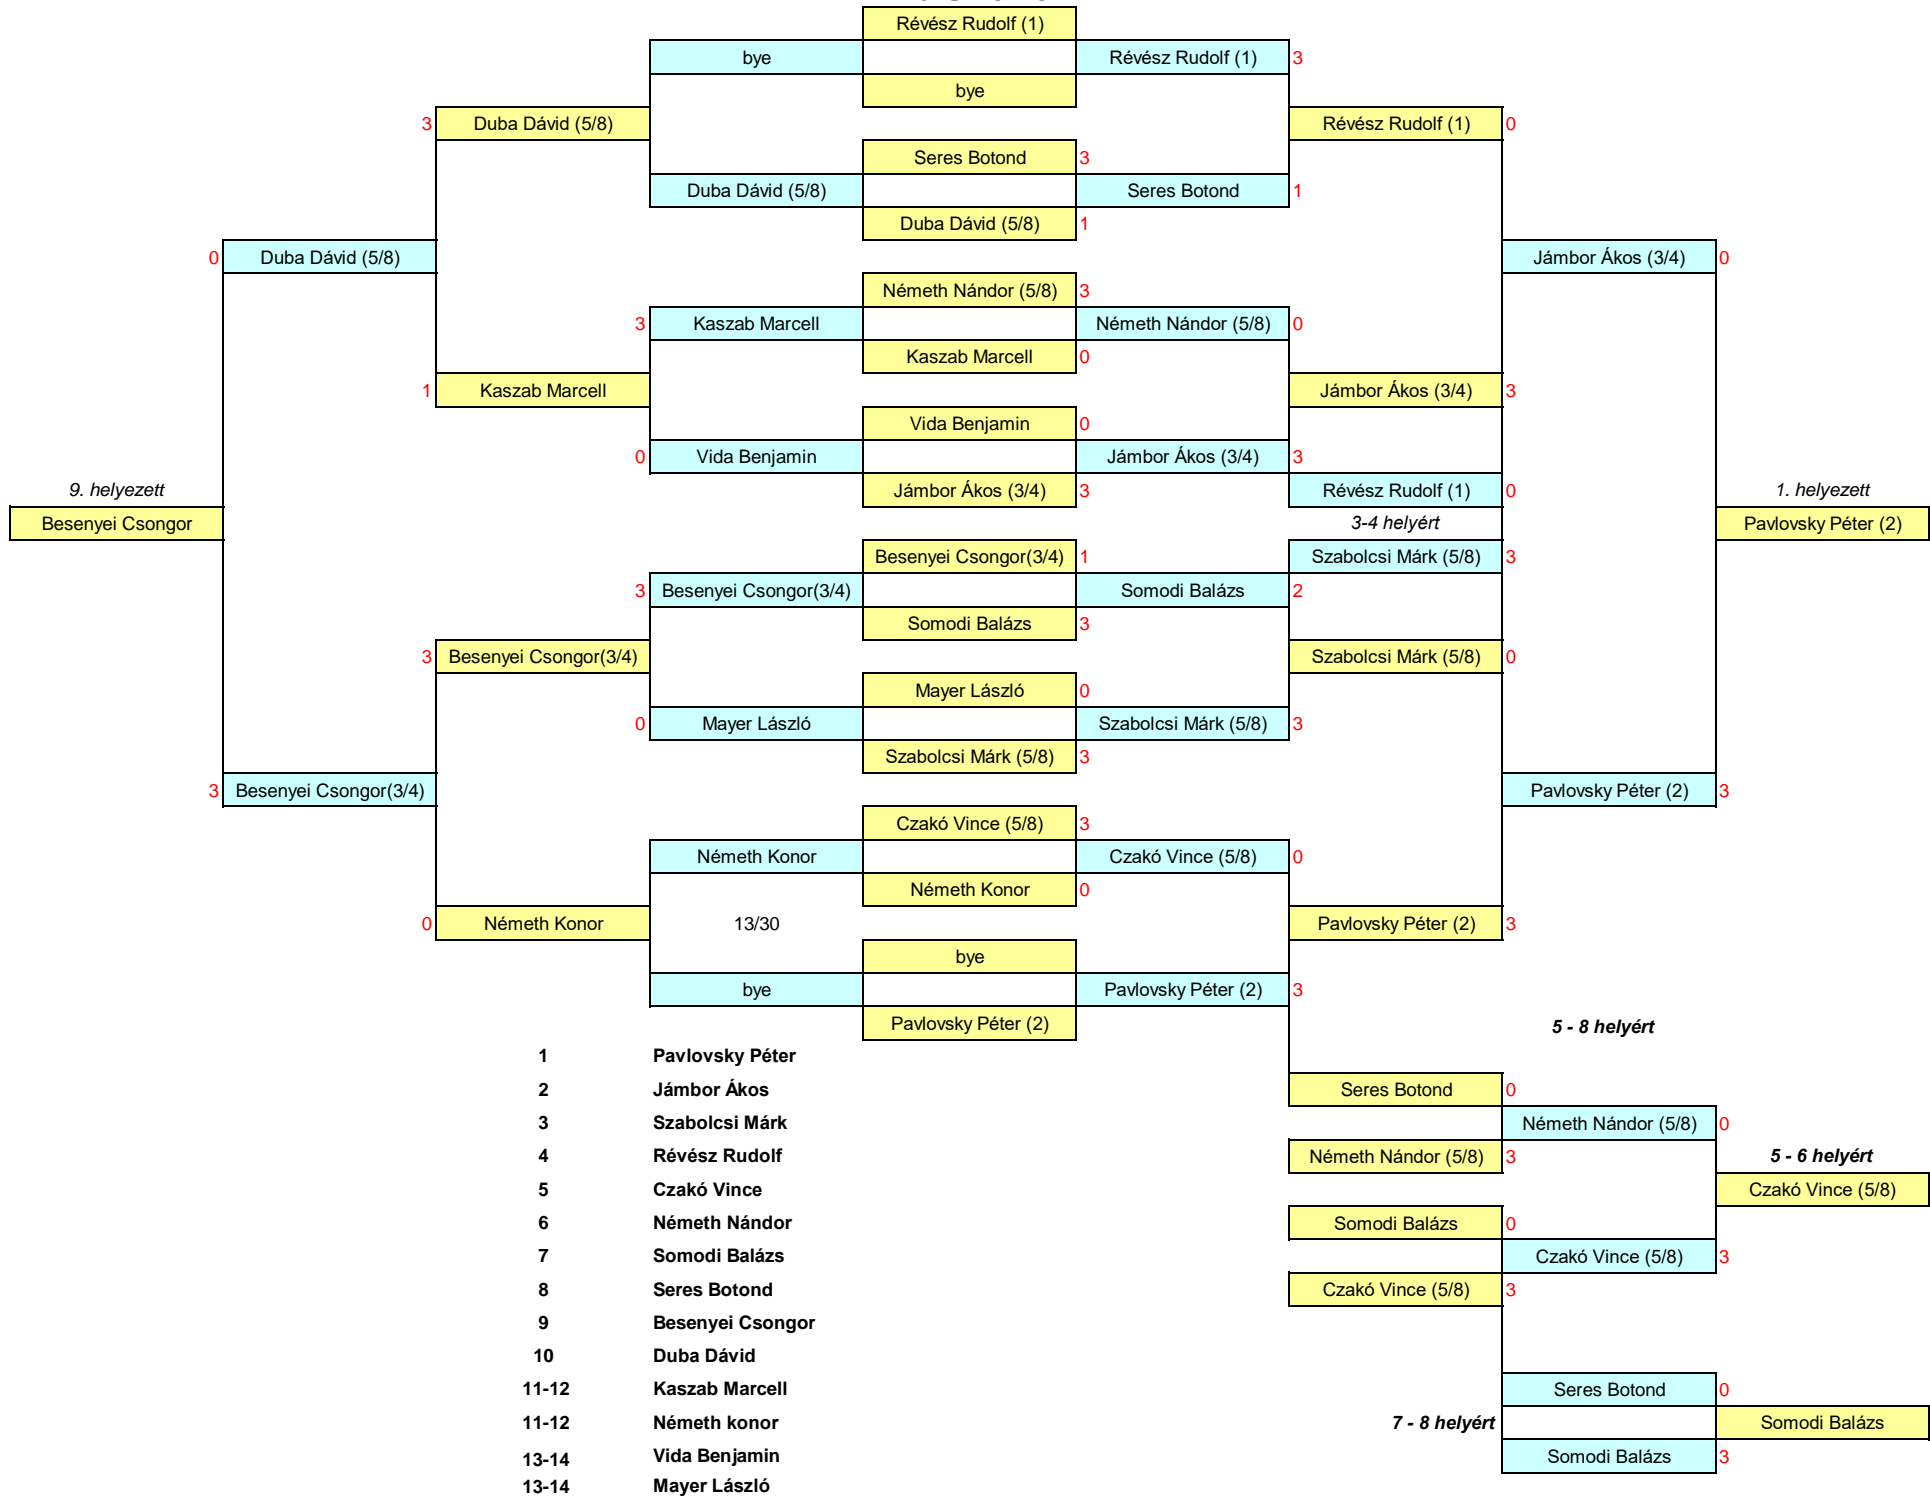 Révész Rudolf (1)
bye
Révész Rudolf (1) 3
bye
3 Duba Dávid (5/8)
Révész Rudolf (1) 0
Seres Botond 3
Duba Dávid (5/8)
Seres Botond 1
Duba Dávid (5/8) 1
0 Duba Dávid (5/8)
Jámbor Ákos (3/4) 0
Németh Nándor (5/8) 3
3 Kaszab Marcell
Németh Nándor (5/8) 0
Kaszab Marcell 0
1 Kaszab Marcell
Jámbor Ákos (3/4) 3
Vida Benjamin 0
0 Vida Benjamin
Jámbor Ákos (3/4) 3
9. helyezett
Jámbor Ákos (3/4) 3
Révész Rudolf (1) 0
1. helyezett
Besenyei Csongor
3-4 helyért
Pavlovsky Péter (2)
Besenyei Csongor(3/4) 1
Szabolcsi Márk (5/8) 3
3 Besenyei Csongor(3/4)
Somodi Balázs 2
Somodi Balázs 3
3 Besenyei Csongor(3/4)
Szabolcsi Márk (5/8) 0
Mayer László 0
0 Mayer László
Szabolcsi Márk (5/8) 3
Szabolcsi Márk (5/8) 3
3 Besenyei Csongor(3/4)
Pavlovsky Péter (2) 3
Czakó Vince (5/8) 3
Németh Konor
Czakó Vince (5/8) 0
Németh Konor 0
0 Németh Konor
13/30
Pavlovsky Péter (2) 3
bye
bye
Pavlovsky Péter (2) 3
Pavlovsky Péter (2)
5 - 8 helyért
1 Pavlovsky Péter
2 Jámbor Ákos
Seres Botond 0
3 Szabolcsi Márk
Németh Nándor (5/8) 0
4 Révész Rudolf
Németh Nándor (5/8) 3
5 - 6 helyért
5 Czakó Vince
Czakó Vince (5/8)
6 Németh Nándor
Somodi Balázs 0
7 Somodi Balázs
Czakó Vince (5/8) 3
8 Seres Botond
Czakó Vince (5/8) 3
9 Besenyei Csongor
10 Duba Dávid
11-12 Kaszab Marcell
Seres Botond 0
11-12 Németh konor
7 - 8 helyért
Somodi Balázs
13-14 Vida Benjamin
Somodi Balázs 3
13-14 Mayer László